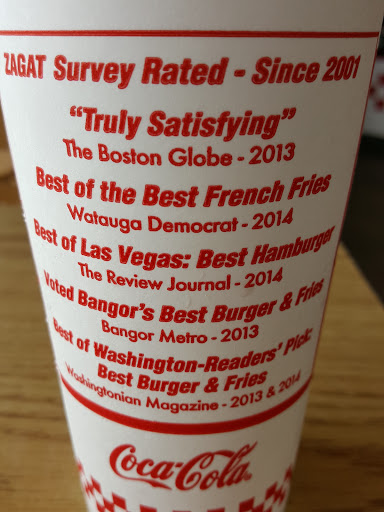 ZAGAT Survey Rated - Since 2001
"Truly Satisfying"
The Boston Globe - 2013
Best of the Best French Fries
Watauga Democrat - 2014
Best of Las Vegas: Best Hamburger
The Review Journal - 2014
Voted Bangor's Best Burger & Fries
Bangor Metro - 2013
Best of Washington-Readers' Pick:
Best Burger & Fries
Washingtonian Magazine - 2013 & 2014
Coca-Cola®